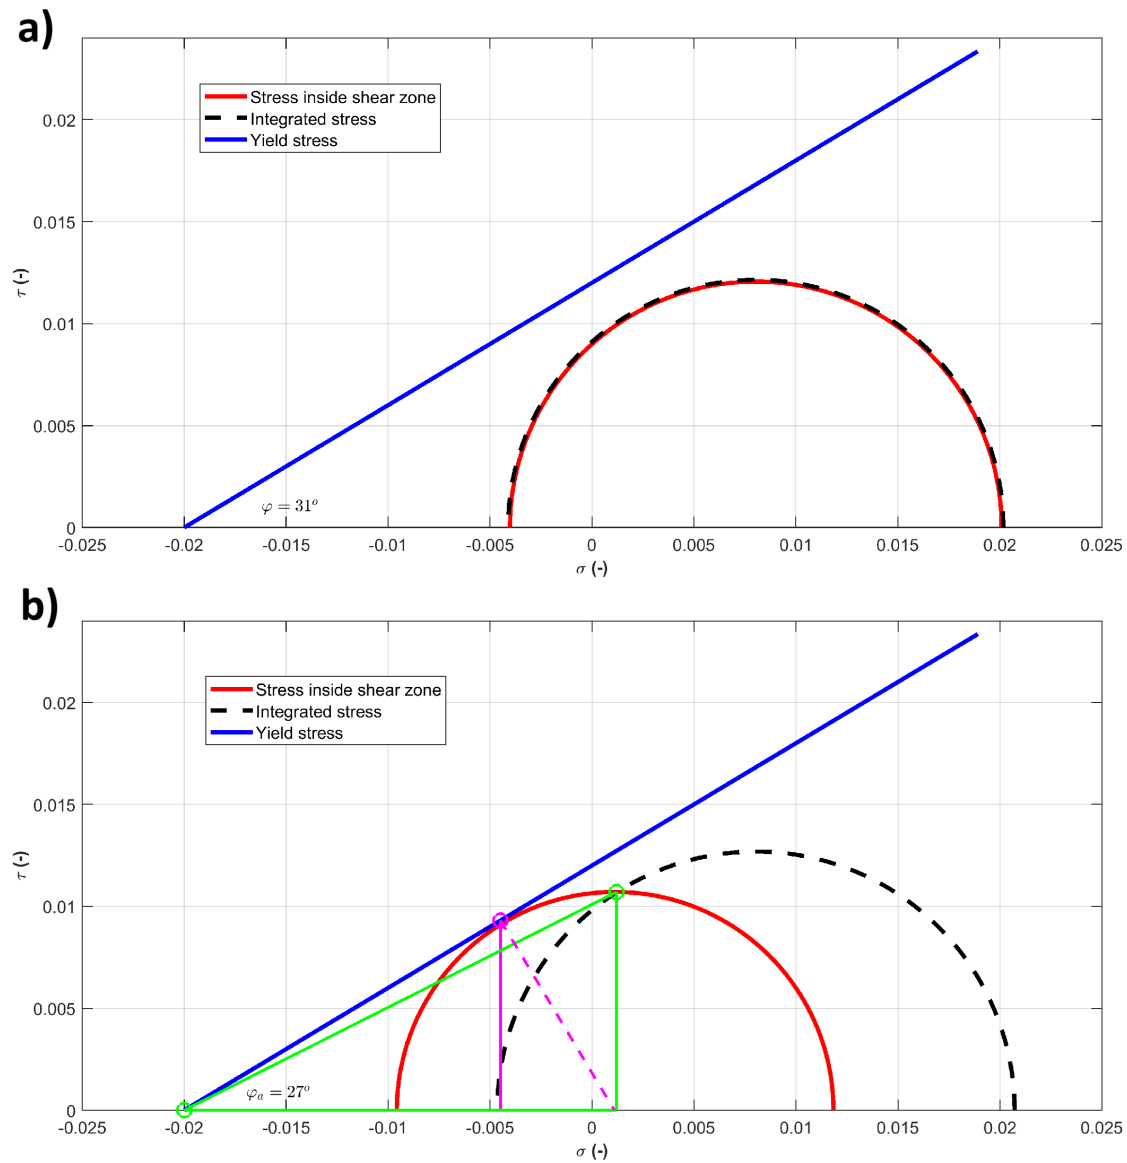 a)
0.02
0.015
0.01
0.005
0
τ (-)
Stress inside shear zone
Integrated stress
Yield stress
φ = 31°
-0.025 -0.02 -0.015 -0.01 -0.005 0 0.005 0.01 0.015 0.02 0.025
σ (-)
b)
0.02
0.015
0.01
0.005
0
τ (-)
Stress inside shear zone
Integrated stress
Yield stress
φₐ = 27°
-0.025 -0.02 -0.015 -0.01 -0.005 0 0.005 0.01 0.015 0.02 0.025
σ (-)